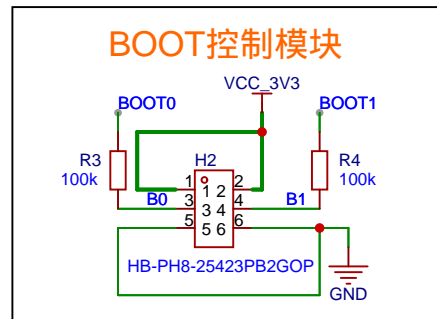 BOOT控制模块
VCC_3V3
BOOT0
BOOT1
R3
100k
H2
R4
100k
1
1 2
2
3
B0
3 4
4
B1
5
5 6
6
HB-PH8-25423PB2GOP
GND